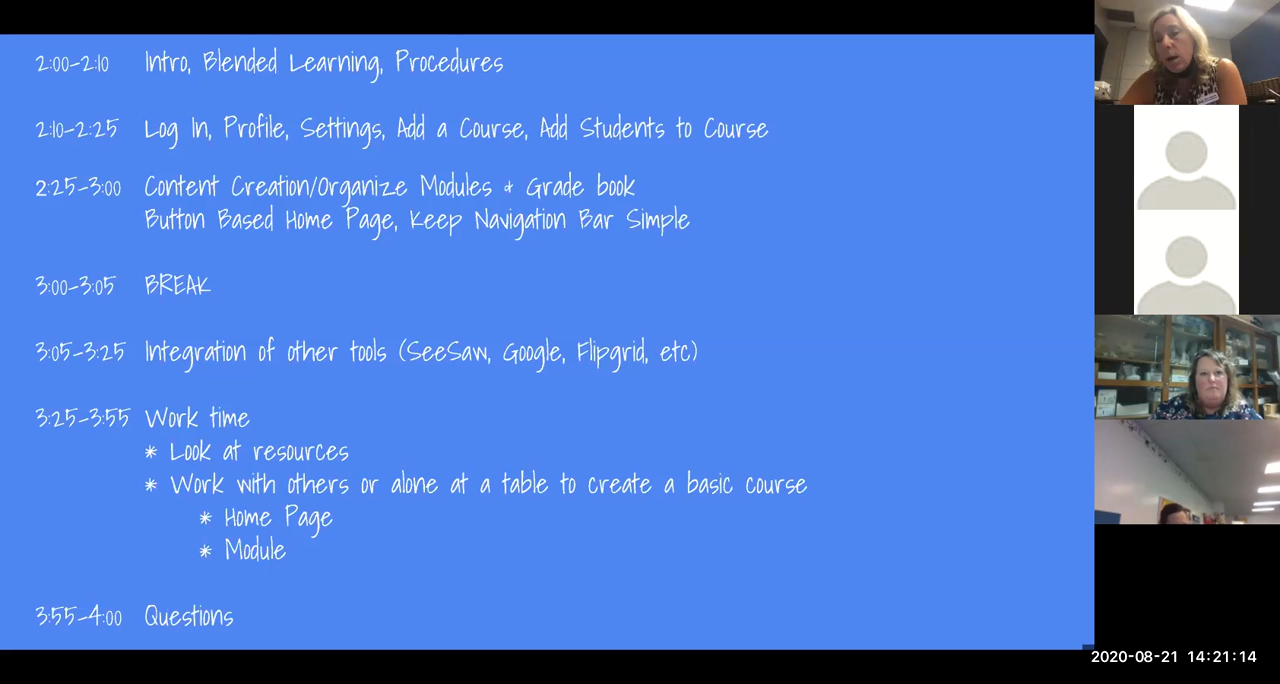 2:00-2:10 Intro, Blended Learning, Procedures
2:10-2:25 Log In, Profile, Settings, Add a Course, Add Students to Course
2:25-3:00 Content Creation/Organize Modules & Grade book
Button Based Home Page, Keep Navigation Bar Simple
3:00-3:05 BREAK
3:05-3:25 Integration of other tools (SeeSaw, Google, Flipgrid, etc)
3:25-3:55 Work time
* Look at resources
* Work with others or alone at a table to create a basic course
* Home Page
* Module
3:55-4:00 Questions
2020-08-21 14:21:14